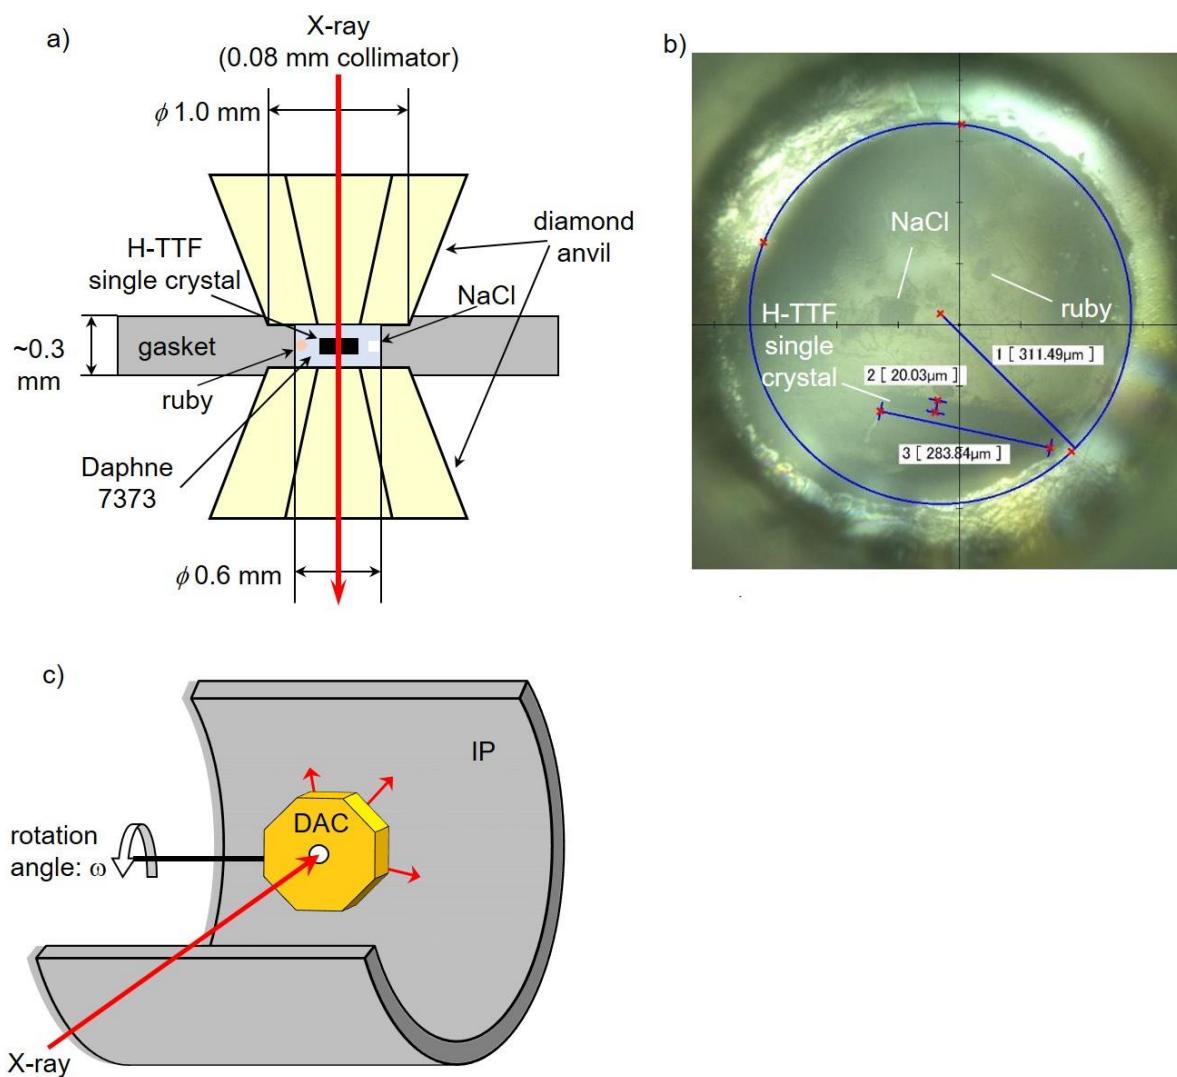 a)
X-ray
(0.08 mm collimator)
ϕ 1.0 mm
H-TTF
single crystal
diamond
anvil
NaCl
~0.3
mm
gasket
ruby
Daphne
7373
ϕ 0.6 mm
b)
NaCl
ruby
H-TTF
single
crystal
1 [ 311.49μm ]
2 [ 20.03μm ]
3 [ 283.84μm ]
c)
IP
DAC
rotation
angle: ω
X-ray